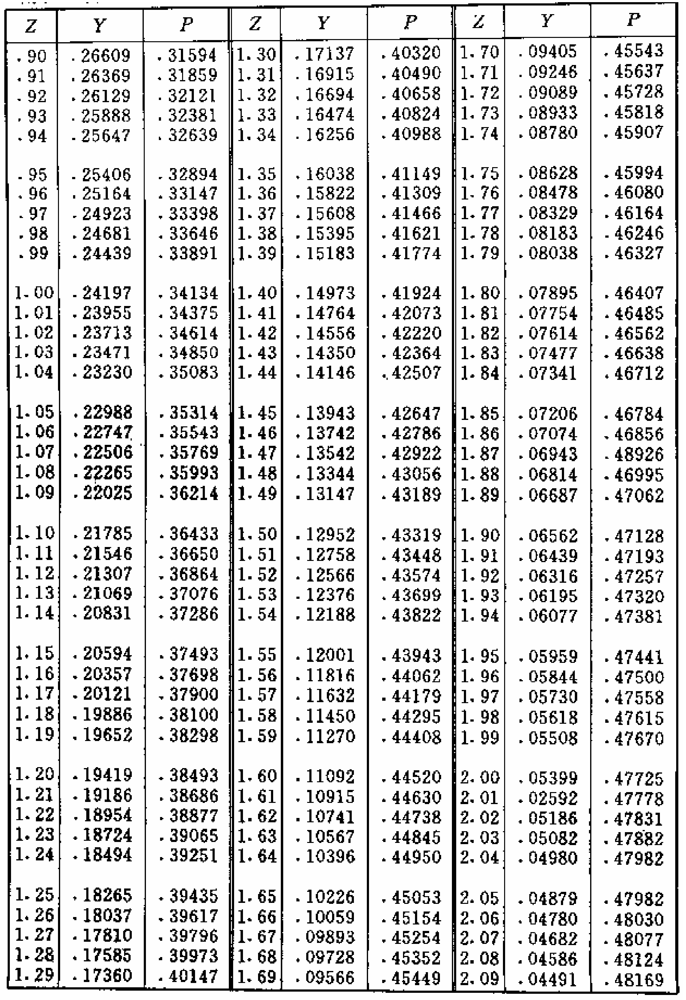 Z Y P Z Y P Z Y P
.90 .26609 .31594 1.30 .17137 .40320 1.70 .09405 .45543
.91 .26369 .31859 1.31 .16915 .40490 1.71 .09246 .45637
.92 .26129 .32121 1.32 .16694 .40658 1.72 .09089 .45728
.93 .25888 .32381 1.33 .16474 .40824 1.73 .08933 .45818
.94 .25647 .32639 1.34 .16256 .40988 1.74 .08780 .45907
.95 .25406 .32894 1.35 .16038 .41149 1.75 .08628 .45994
.96 .25164 .33147 1.36 .15822 .41309 1.76 .08478 .46080
.97 .24923 .33398 1.37 .15608 .41466 1.77 .08329 .46164
.98 .24681 .33646 1.38 .15395 .41621 1.78 .08183 .46246
.99 .24439 .33891 1.39 .15183 .41774 1.79 .08038 .46327
1.00 .24197 .34134 1.40 .14973 .41924 1.80 .07895 .46407
1.01 .23955 .34375 1.41 .14764 .42073 1.81 .07754 .46485
1.02 .23713 .34614 1.42 .14556 .42220 1.82 .07614 .46562
1.03 .23471 .34850 1.43 .14350 .42364 1.83 .07477 .46638
1.04 .23230 .35083 1.44 .14146 .42507 1.84 .07341 .46712
1.05 .22988 .35314 1.45 .13943 .42647 1.85 .07206 .46784
1.06 .22747 .35543 1.46 .13742 .42786 1.86 .07074 .46856
1.07 .22506 .35769 1.47 .13542 .42922 1.87 .06943 .48926
1.08 .22265 .35993 1.48 .13344 .43056 1.88 .06814 .46995
1.09 .22025 .36214 1.49 .13147 .43189 1.89 .06687 .47062
1.10 .21785 .36433 1.50 .12952 .43319 1.90 .06562 .47128
1.11 .21546 .36650 1.51 .12758 .43448 1.91 .06439 .47193
1.12 .21307 .36864 1.52 .12566 .43574 1.92 .06316 .47257
1.13 .21069 .37076 1.53 .12376 .43699 1.93 .06195 .47320
1.14 .20831 .37286 1.54 .12188 .43822 1.94 .06077 .47381
1.15 .20594 .37493 1.55 .12001 .43943 1.95 .05959 .47441
1.16 .20357 .37698 1.56 .11816 .44062 1.96 .05844 .47500
1.17 .20121 .37900 1.57 .11632 .44179 1.97 .05730 .47558
1.18 .19886 .38100 1.58 .11450 .44295 1.98 .05618 .47615
1.19 .19652 .38298 1.59 .11270 .44408 1.99 .05508 .47670
1.20 .19419 .38493 1.60 .11092 .44520 2.00 .05399 .47725
1.21 .19186 .38686 1.61 .10915 .44630 2.01 .02592 .47778
1.22 .18954 .38877 1.62 .10741 .44738 2.02 .05186 .47831
1.23 .18724 .39065 1.63 .10567 .44845 2.03 .05082 .47882
1.24 .18494 .39251 1.64 .10396 .44950 2.04 .04980 .47982
1.25 .18265 .39435 1.65 .10226 .45053 2.05 .04879 .47982
1.26 .18037 .39617 1.66 .10059 .45154 2.06 .04780 .48030
1.27 .17810 .39796 1.67 .09893 .45254 2.07 .04682 .48077
1.28 .17585 .39973 1.68 .09728 .45352 2.08 .04586 .48124
1.29 .17360 .40147 1.69 .09566 .45449 2.09 .04491 .48169